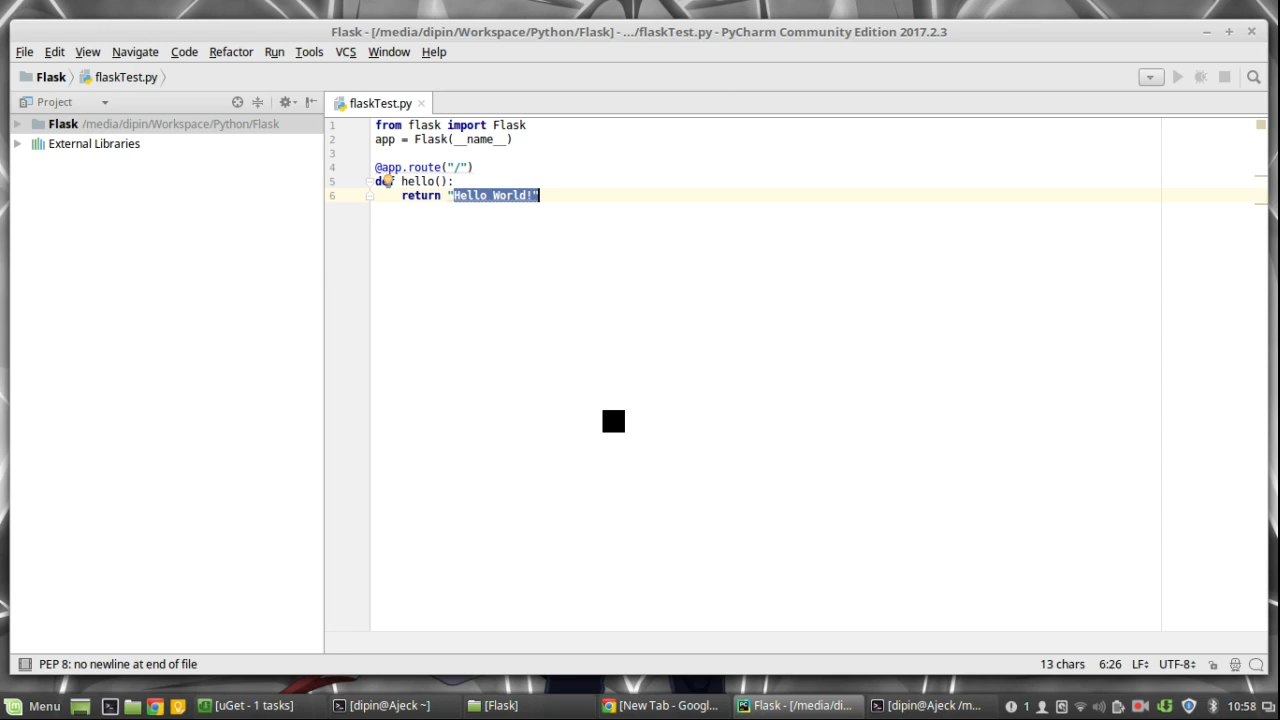 Flask - [/media/dipin/Workspace/Python/Flask] - .../flaskTest.py - PyCharm Community Edition 2017.2.3
File Edit View Navigate Code Refactor Run Tools VCS Window Help
Flask flaskTest.py
Project
flaskTest.py
Flask /media/dipin/Workspace/Python/Flask
External Libraries
1 from flask import Flask
2 app = Flask(__name__)
3
4 @app.route("/")
5 def hello():
6 return "Hello World!"
PEP 8: no newline at end of file
13 chars 6:26 LF÷ UTF-8÷
Menu [uGet - 1 tasks] [dipin@Ajeck ~] [Flask] [New Tab - Googl... Flask - [/media/di... [dipin@Ajeck /m... 1 10:58